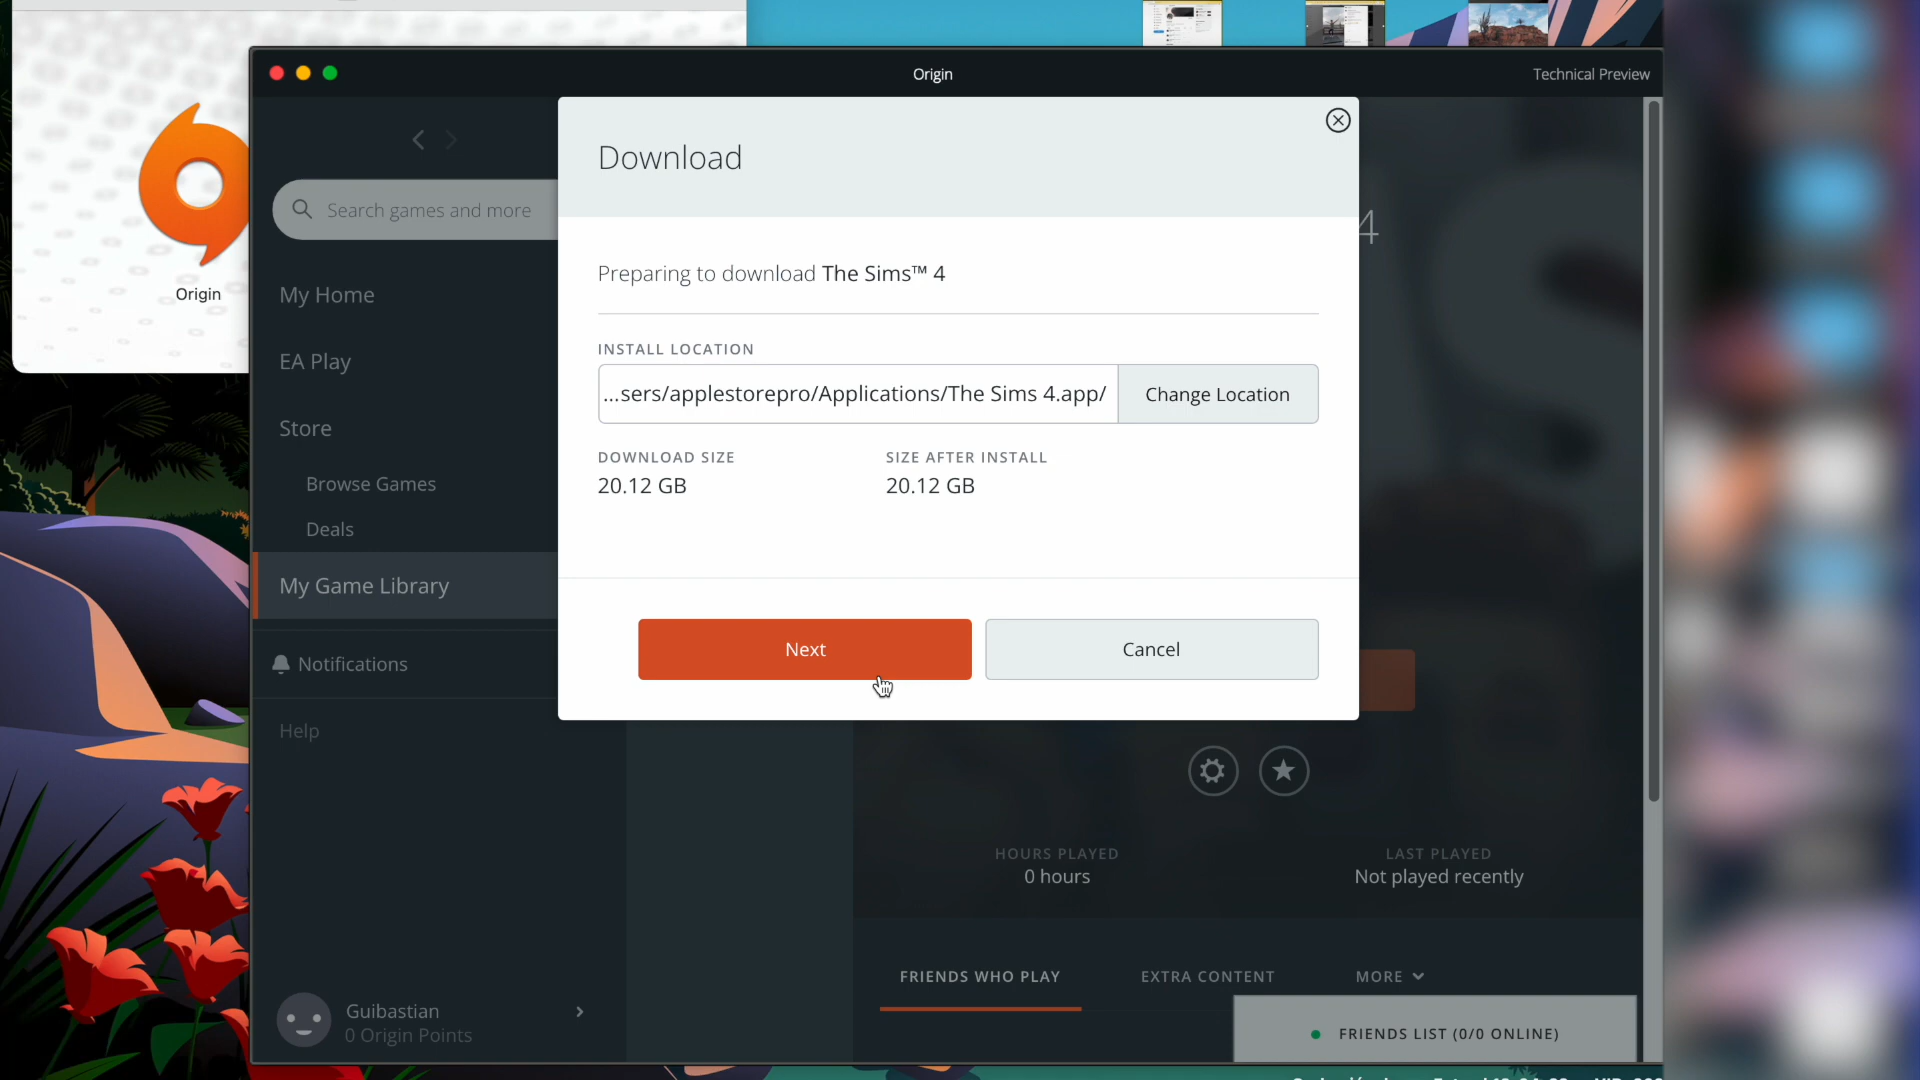 Origin
Technical Preview
Download
Search games and more
4
Preparing to download The Sims™ 4
Origin
My Home
INSTALL LOCATION
EA Play
...sers/applestorepro/Applications/The Sims 4.app/
Change Location
Store
DOWNLOAD SIZE
SIZE AFTER INSTALL
Browse Games
20.12 GB
20.12 GB
Deals
My Game Library
Next
Cancel
Notifications
Help
HOURS PLAYED
LAST PLAYED
0 hours
Not played recently
FRIENDS WHO PLAY
EXTRA CONTENT
MORE
Guibastian
0 Origin Points
FRIENDS LIST (0/0 ONLINE)